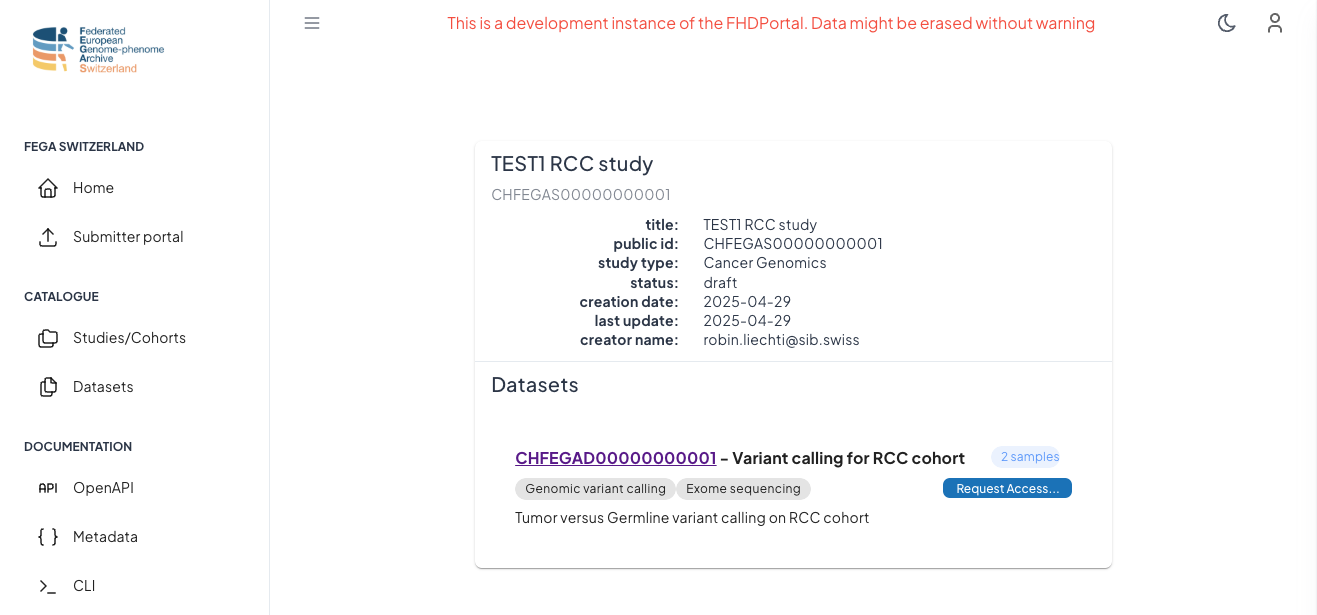 Federated
European
Genome-phenome
Archive
Switzerland
This is a development instance of the FHDPortal. Data might be erased without warning
FEGA SWITZERLAND
Home
Submitter portal
CATALOGUE
Studies/Cohorts
Datasets
DOCUMENTATION
API OpenAPI
{ } Metadata
>_ CLI
TEST1 RCC study
CHFEGAS00000000001
title: TEST1 RCC study
public id: CHFEGAS00000000001
study type: Cancer Genomics
status: draft
creation date: 2025-04-29
last update: 2025-04-29
creator name: robin.liechti@sib.swiss
Datasets
CHFEGAD00000000001 - Variant calling for RCC cohort 2 samples
Genomic variant calling Exome sequencing Request Access...
Tumor versus Germline variant calling on RCC cohort